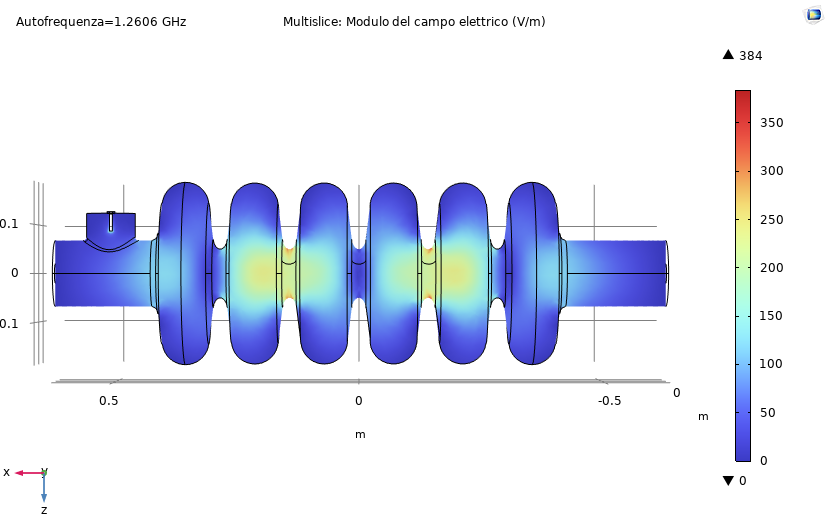 Autofrequenza=1.2606 GHz
Multislice: Modulo del campo elettrico (V/m)
▲ 384
350
300
250
200
150
100
50
0
▼ 0
0.1
0
0.1
0.5
0
-0.5
0
m
m
x
y
z